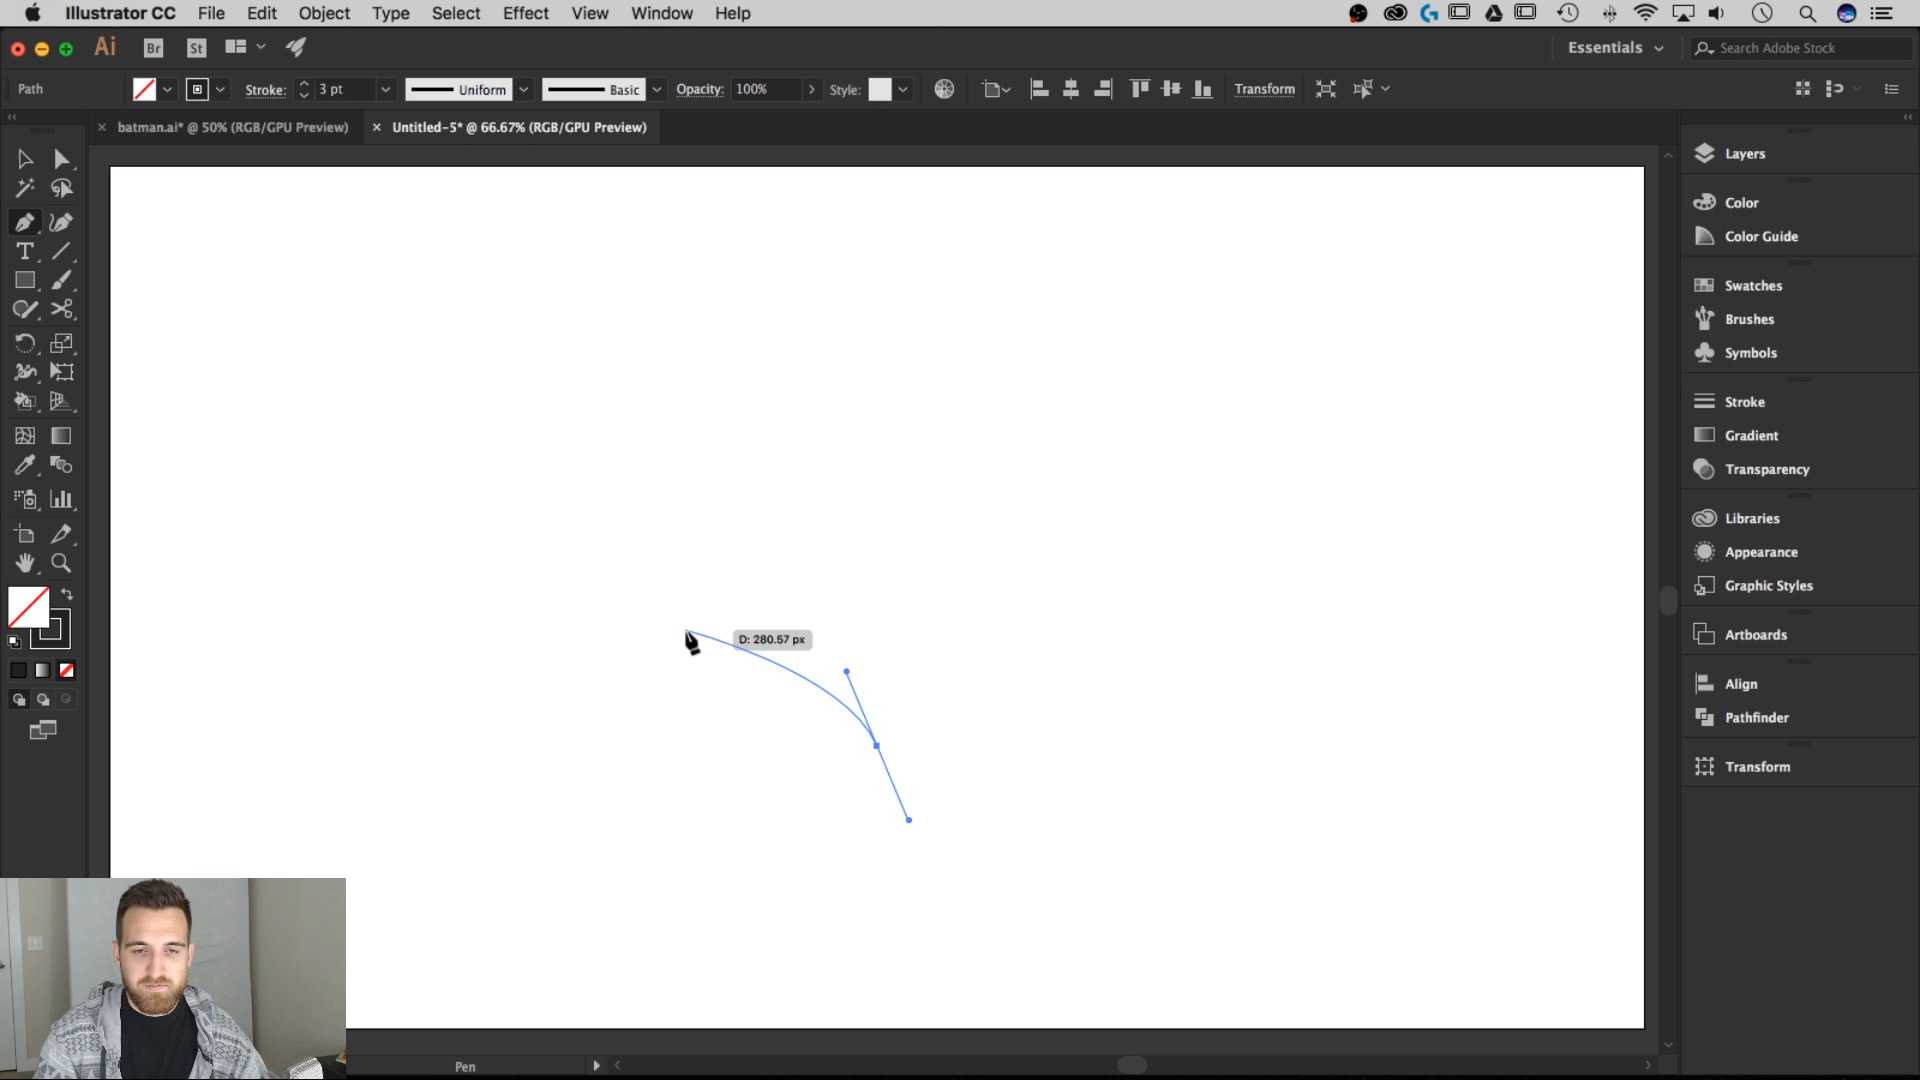 Illustrator CC File Edit Object Type Select Effect View Window Help
Ai Br St Essentials Search Adobe Stock
Path Stroke: 3 pt Uniform Basic Opacity: 100% Style: Transform
batman.ai* @ 50% (RGB/GPU Preview) Untitled-5* @ 66.67% (RGB/GPU Preview)
Layers
Color
Color Guide
Swatches
Brushes
Symbols
Stroke
Gradient
Transparency
Libraries
Appearance
Graphic Styles
Artboards
D: 280.57 px
Align
Pathfinder
Transform
Pen